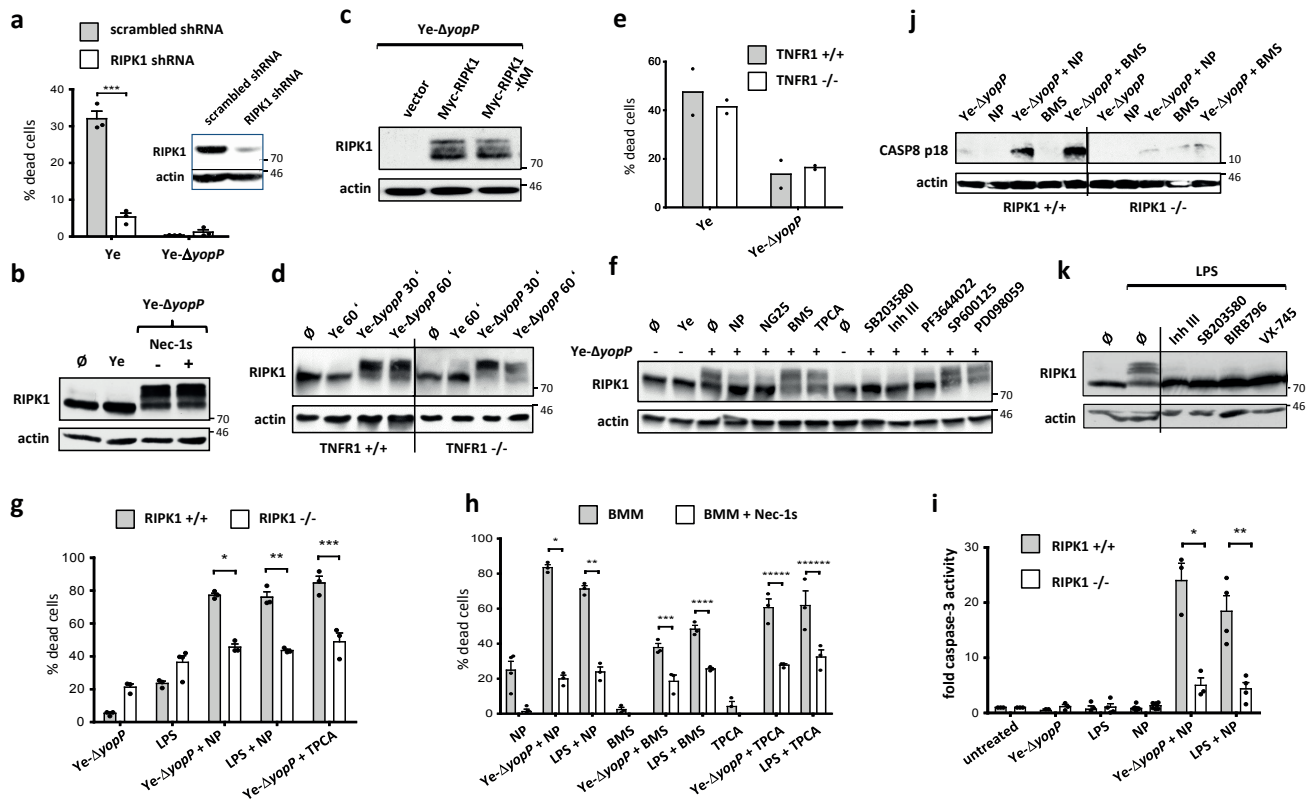 a
scrambled shRNA
RIPK1 shRNA
***
40
30
20
10
0
% dead cells
Ye
Ye-ΔyopP
scrambled shRNA
RIPK1 shRNA
RIPK1
70
actin
46
b
Ye-ΔyopP
Nec-1s
Ø
Ye
-
+
RIPK1
70
actin
46
c
Ye-ΔyopP
vector
Myc-RIPK1
Myc-RIPK1
-KM
RIPK1
70
actin
46
d
Ø
Ye 60‘
Ye-ΔyopP 30‘
Ye-ΔyopP 60‘
Ø
Ye 60‘
Ye-ΔyopP 30‘
Ye-ΔyopP 60‘
RIPK1
70
actin
46
TNFR1 +/+
TNFR1 -/-
e
TNFR1 +/+
TNFR1 -/-
60
40
20
0
% dead cells
Ye
Ye-ΔyopP
f
Ø
Ye
Ø
NP
NG25
BMS
TPCA
Ø
SB203580
Inh III
PF3644022
SP600125
PD098059
Ye-ΔyopP - - + + + + + - + + + + +
RIPK1
70
actin
46
j
Ye-ΔyopP
NP
Ye-ΔyopP + NP
BMS
Ye-ΔyopP + BMS
Ye-ΔyopP
NP
Ye-ΔyopP + NP
BMS
Ye-ΔyopP + BMS
CASP8 p18
10
actin
46
RIPK1 +/+
RIPK1 -/-
k
LPS
Ø
Ø
Inh III
SB203580
BIRB796
VX-745
RIPK1
70
actin
46
g
RIPK1 +/+
RIPK1 -/-
*
**
***
100
80
60
40
20
0
% dead cells
Ye-ΔyopP
LPS
Ye-ΔyopP + NP
LPS + NP
Ye-ΔyopP + TPCA
h
BMM
BMM + Nec-1s
*
**
***
****
*****
******
100
80
60
40
20
0
% dead cells
NP
Ye-ΔyopP + NP
LPS + NP
BMS
Ye-ΔyopP + BMS
LPS + BMS
TPCA
Ye-ΔyopP + TPCA
LPS + TPCA
i
RIPK1 +/+
RIPK1 -/-
*
**
30
20
10
0
fold caspase-3 activity
untreated
Ye-ΔyopP
LPS
NP
Ye-ΔyopP + NP
LPS + NP